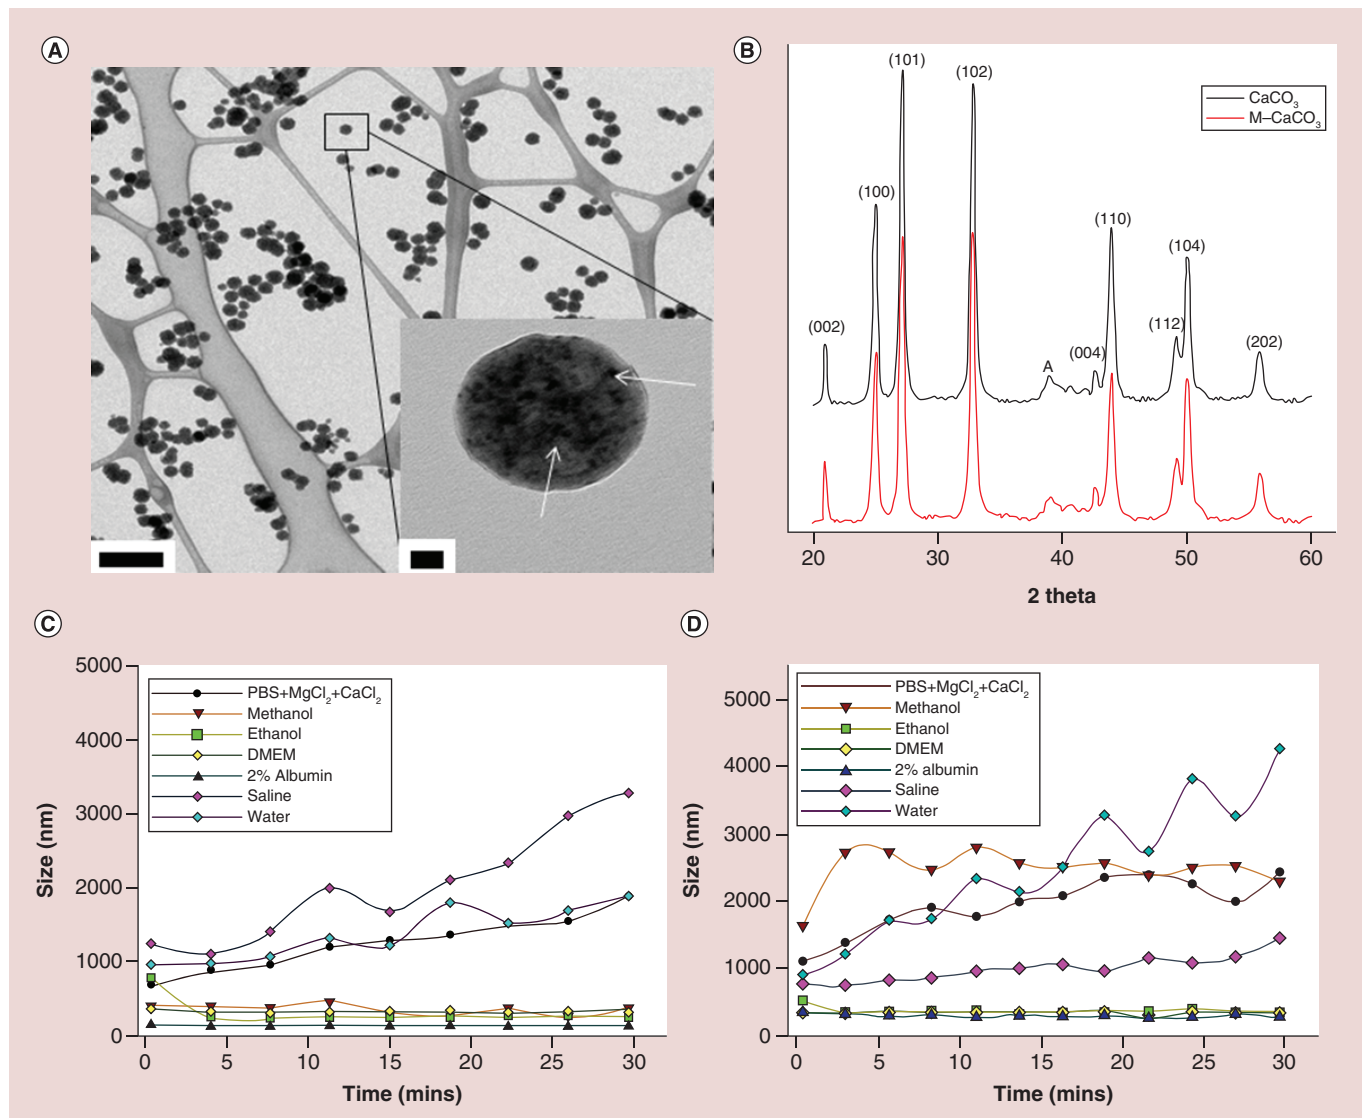 A
B
(101)
(102)
CaCO3
M–CaCO3
(100)
(110)
(104)
(002)
(112)
(004)
(202)
A
20
30
40
50
60
2 theta
C
5000
4000
3000
2000
1000
0
Size (nm)
PBS+MgCl2+CaCl2
Methanol
Ethanol
DMEM
2% Albumin
Saline
Water
0
5
10
15
20
25
30
Time (mins)
D
5000
4000
3000
2000
1000
0
Size (nm)
PBS+MgCl2+CaCl2
Methanol
Ethanol
DMEM
2% albumin
Saline
Water
0
5
10
15
20
25
30
Time (mins)